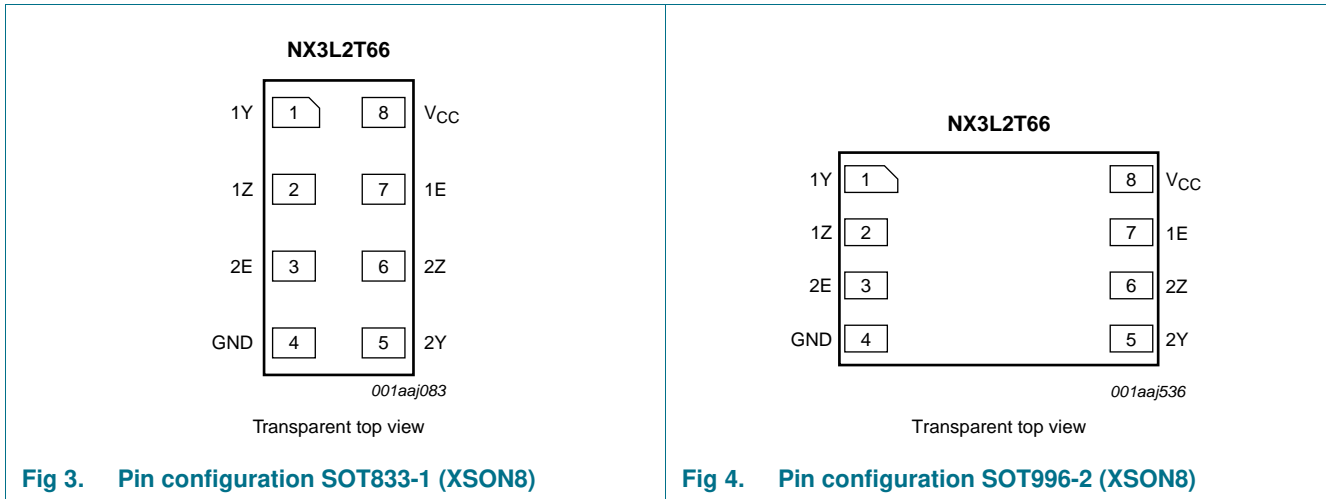 NX3L2T66
1Y 1 8 VCC
1Z 2 7 1E
2E 3 6 2Z
GND 4 5 2Y
001aaj083
Transparent top view
Fig 3. Pin configuration SOT833-1 (XSON8)
NX3L2T66
1Y 1 8 VCC
1Z 2 7 1E
2E 3 6 2Z
GND 4 5 2Y
001aaj536
Transparent top view
Fig 4. Pin configuration SOT996-2 (XSON8)